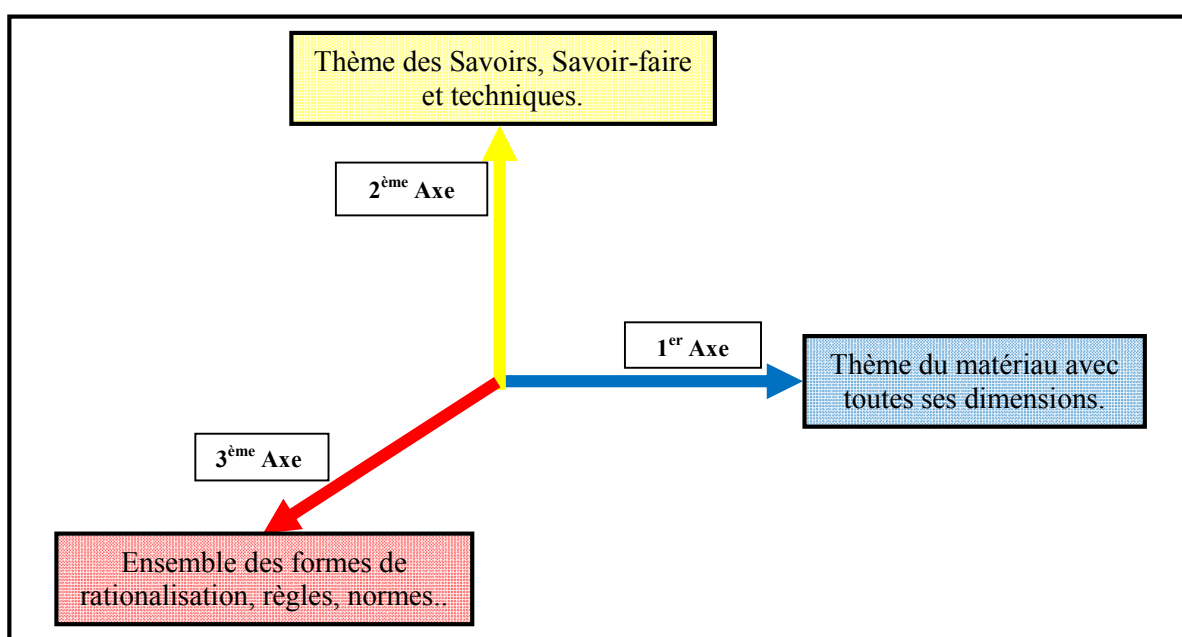 Thème des Savoirs, Savoir-faire
et techniques.
2ème Axe
1er Axe
Thème du matériau avec
toutes ses dimensions.
3ème Axe
Ensemble des formes de
rationalisation, règles, normes..